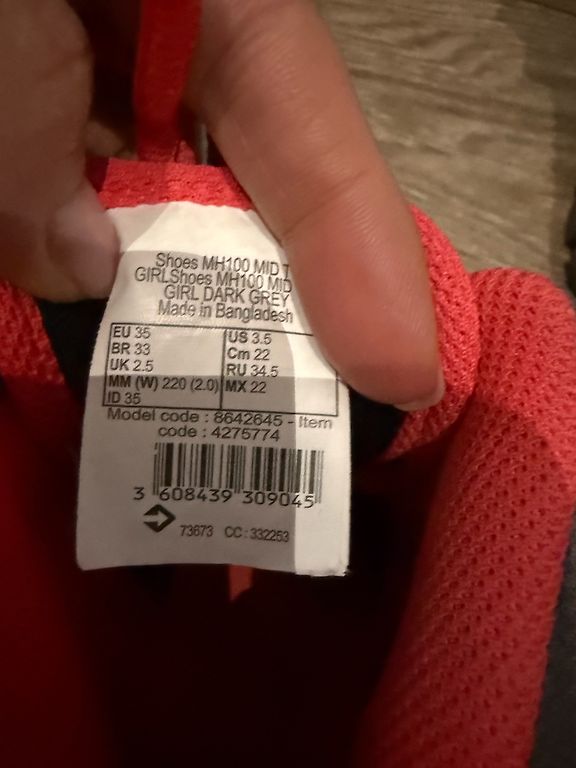 Shoes MH100 MID T
GIRLShoes MH100 MID
GIRL DARK GREY
Made in Bangladesh
EU 35 US 3.5
BR 33 Cm 22
UK 2.5 RU 34.5
MM (W) 220 (2.0) MX 22
ID 35
Model code : 8642645 - Item
code : 4275774
3 608439 309045
73673 CC : 332253